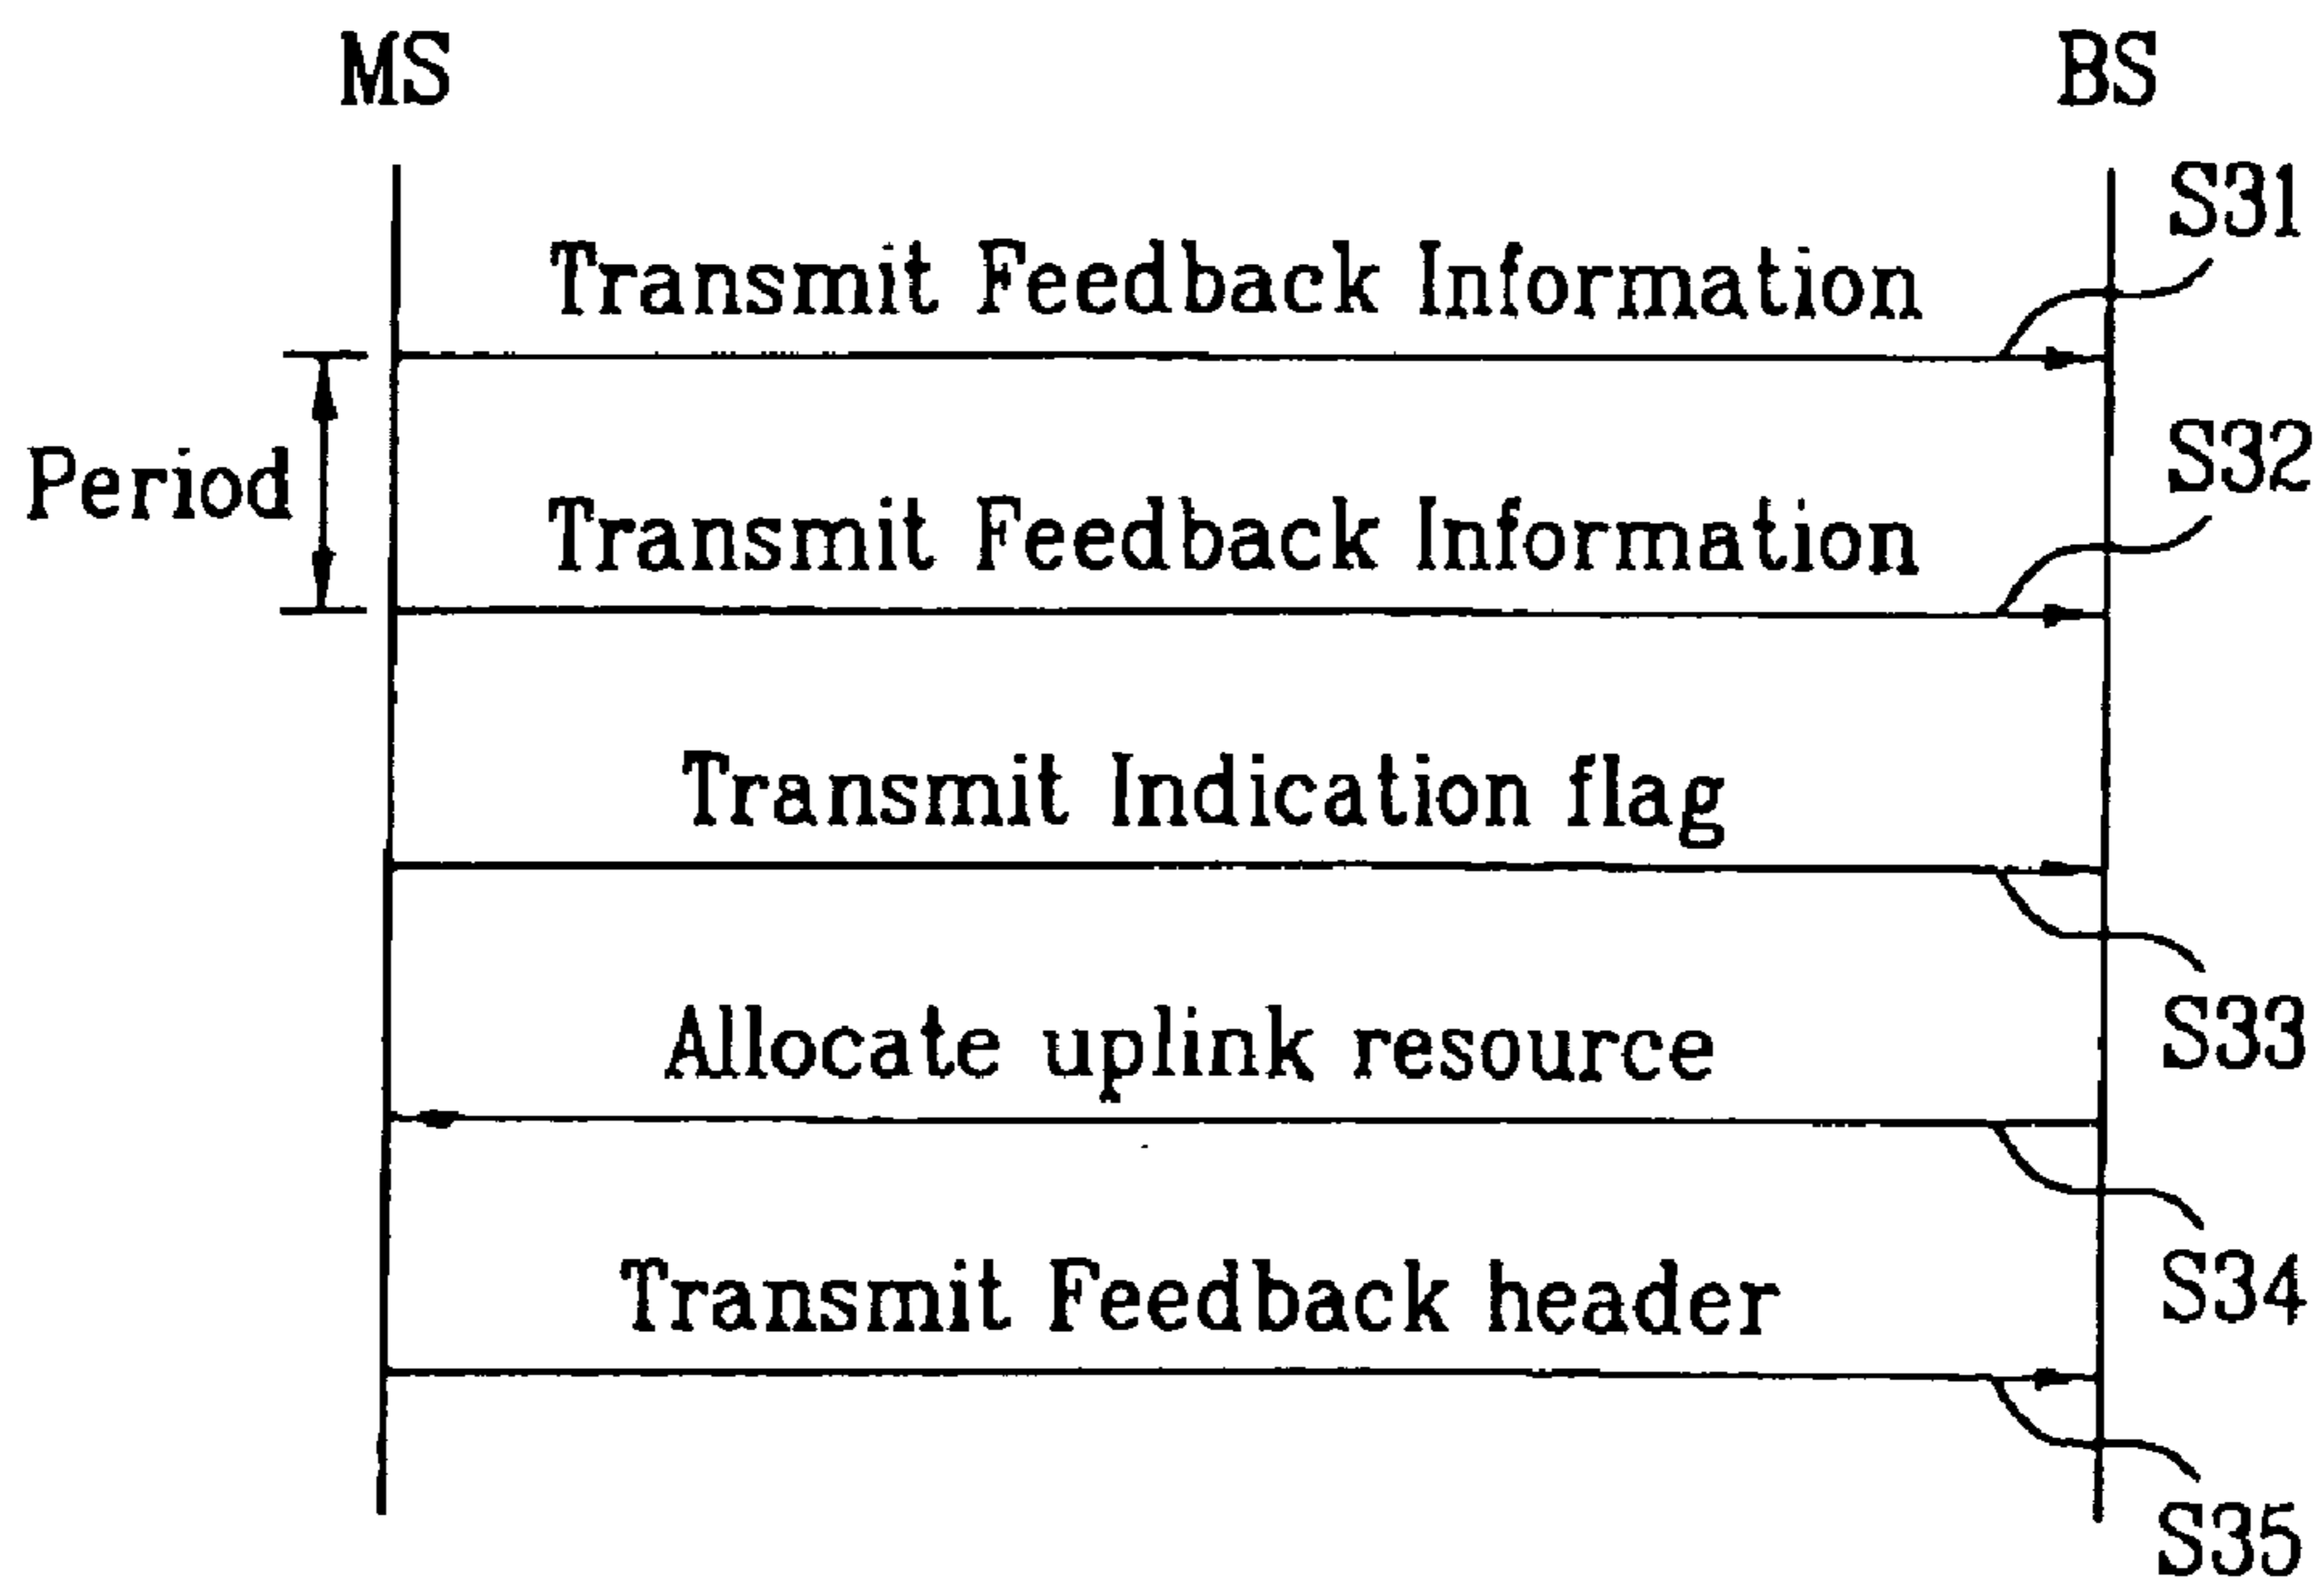 MS BS
S31
Transmit Feedback Information
S32
Period
Transmit Feedback Information
Transmit Indication flag
S33
Allocate uplink resource
S34
Transmit Feedback header
S35